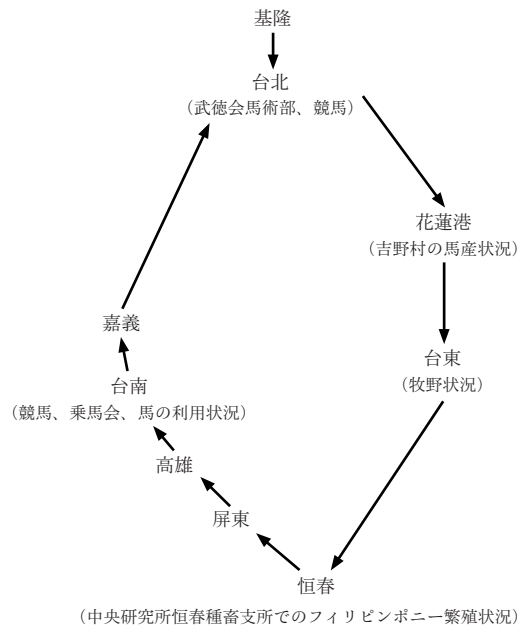 基隆
台北
（武徳会馬術部、競馬）
花蓮港
（吉野村の馬産状況）
台東
（牧野状況）
嘉義
台南
（競馬、乗馬会、馬の利用状況）
高雄
屏東
恒春
（中央研究所恒春種畜支所でのフィリピンポニー繁殖状況）